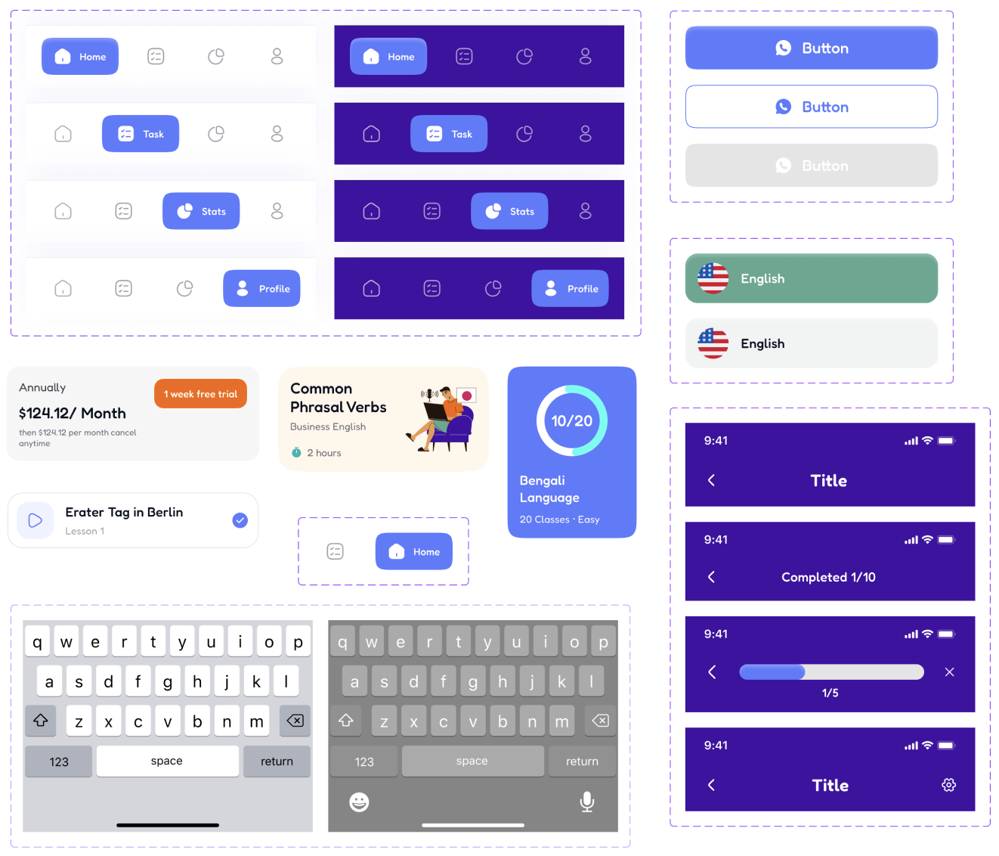 Home
Home
Task
Task
Stats
Stats
Profile
Profile
Button
Button
Button
English
English
Annually
1 week free trial
$124.12/ Month
then $124.12 per month cancel
anytime
Common
Phrasal Verbs
Business English
2 hours
10/20
Bengali
Language
20 Classes · Easy
Erater Tag in Berlin
Lesson 1
Home
9:41
Title
9:41
Completed 1/10
9:41
1/5
9:41
Title
q w e r t y u i o p
a s d f g h j k l
z x c v b n m
123 space return
q w e r t y u i o p
a s d f g h j k l
z x c v b n m
123 space return